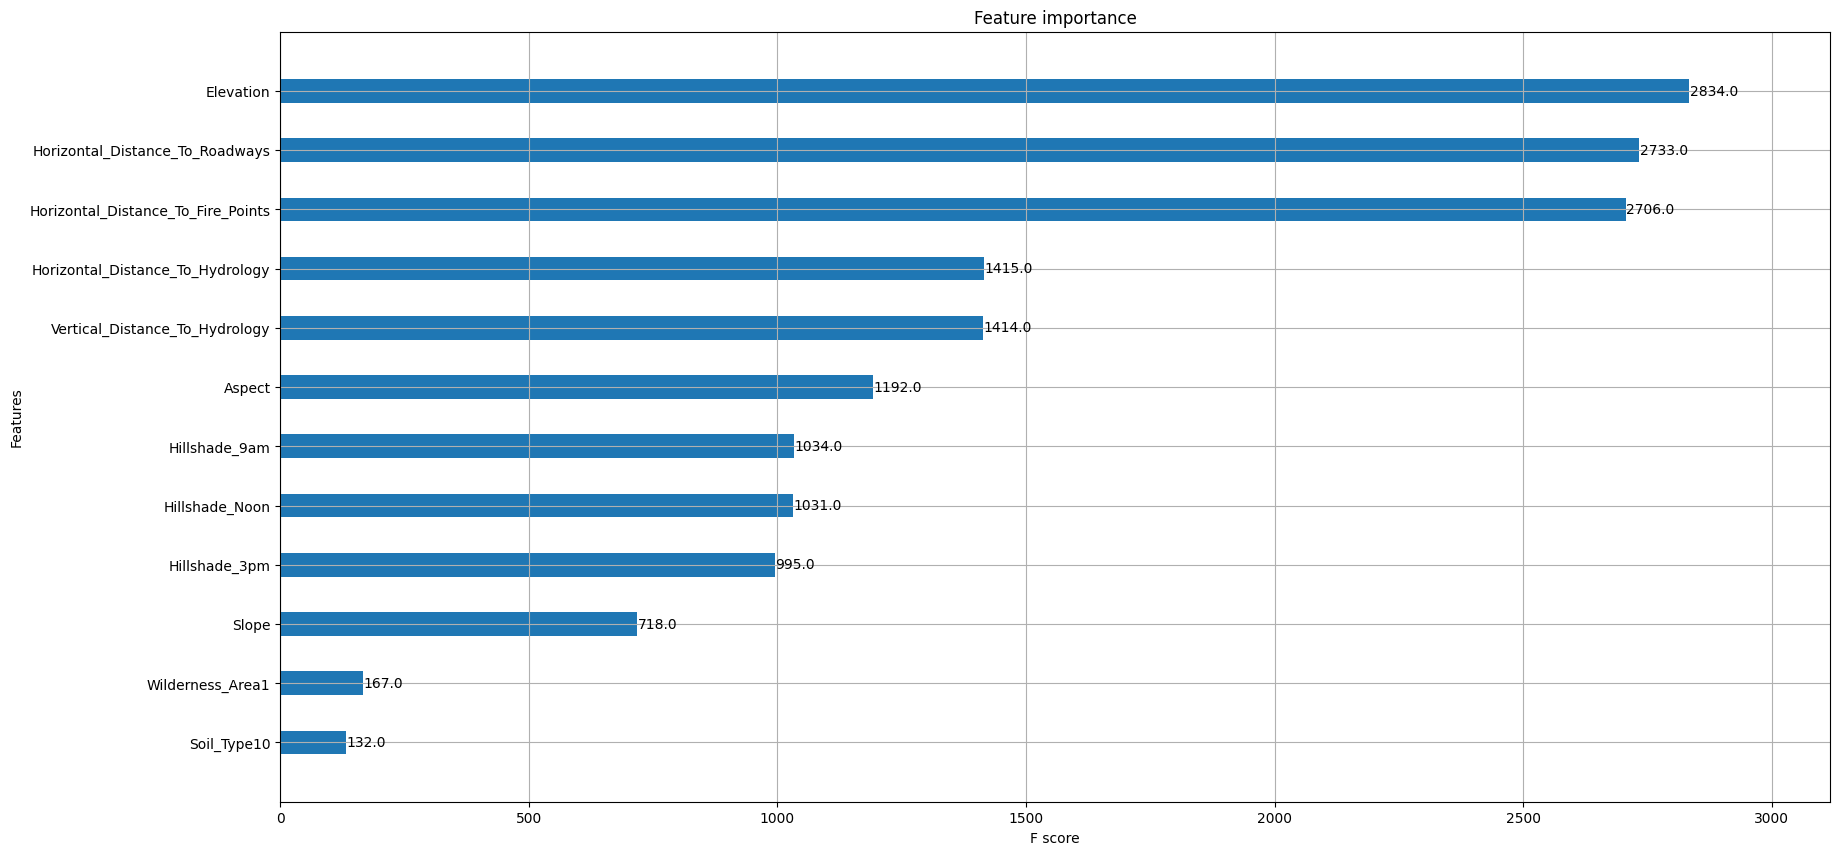 Feature importance
Elevation
2834.0
Horizontal_Distance_To_Roadways
2733.0
Horizontal_Distance_To_Fire_Points
2706.0
Horizontal_Distance_To_Hydrology
1415.0
Vertical_Distance_To_Hydrology
1414.0
Aspect
1192.0
Hillshade_9am
1034.0
Hillshade_Noon
1031.0
Hillshade_3pm
995.0
Slope
718.0
Wilderness_Area1
167.0
Soil_Type10
132.0
Features
0 500 1000 1500 2000 2500 3000
F score